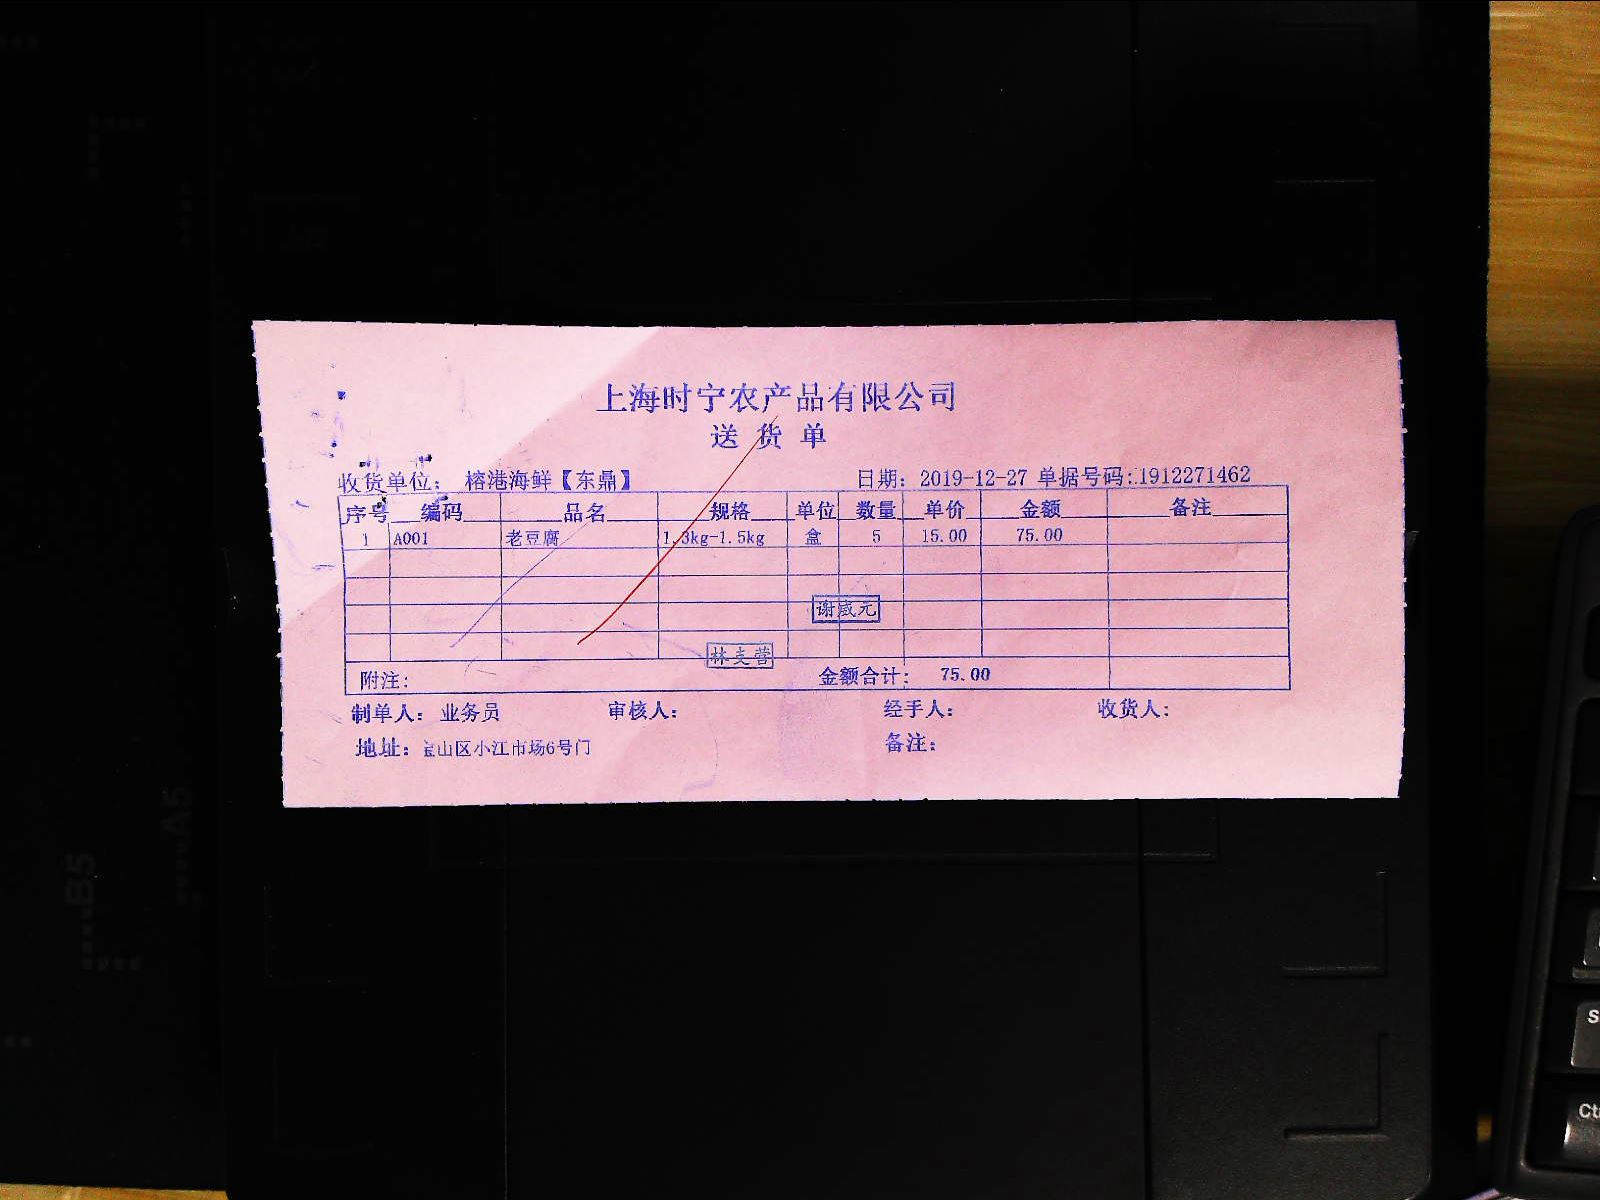 上海时宁农产品有限公司
送货单
收货单位： 榕港海鲜【东鼎】 日期：2019-12-27 单据号码：1912271462
序号 编码 品名 规格 单位 数量 单价 金额 备注
1 A001 老豆腐 1.3kg-1.5kg 盒 5 15.00 75.00
谢威元
附注： 金额合计： 75.00
制单人：业务员 审核人： 经手人： 收货人：
地址：宝山区小江市场6号门 备注：
B5
A5
S
Ct